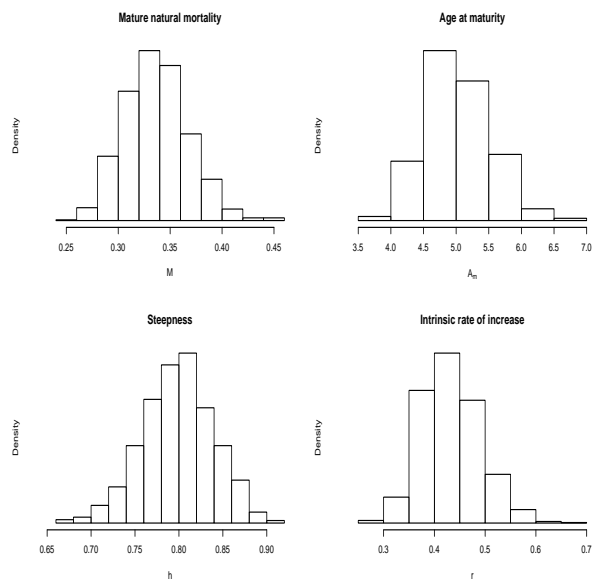 Mature natural mortality
Density
0.25 0.30 0.35 0.40 0.45
M
Age at maturity
Density
3.5 4.0 4.5 5.0 5.5 6.0 6.5 7.0
Aₘ
Steepness
Density
0.65 0.70 0.75 0.80 0.85 0.90
h
Intrinsic rate of increase
Density
0.3 0.4 0.5 0.6 0.7
r